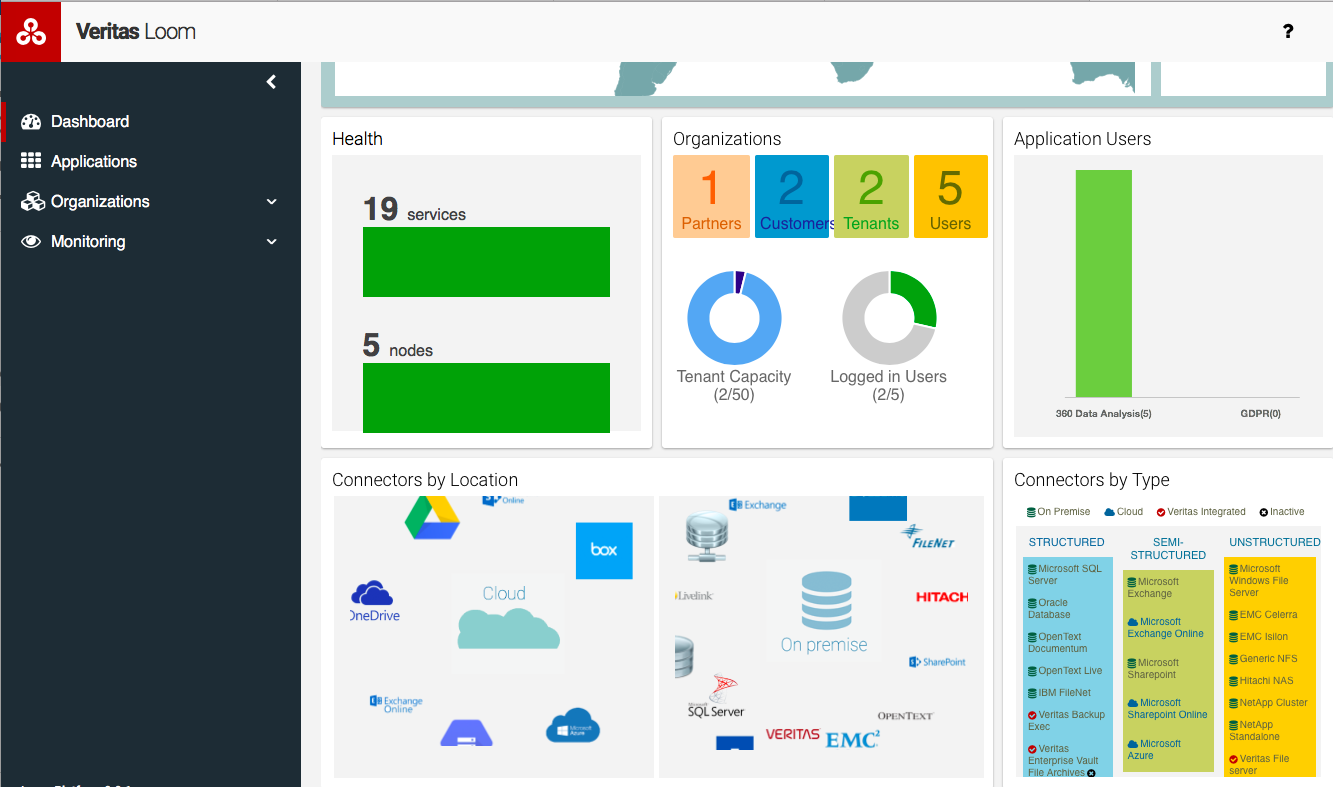 Veritas Loom
?
Dashboard
Applications
Organizations
Monitoring
Health
19 services
5 nodes
Organizations
1
Partners
2
Customers
2
Tenants
5
Users
Tenant Capacity
(2/50)
Logged in Users
(2/5)
Application Users
360 Data Analysis(5)
GDPR(0)
Connectors by Location
Online
box
OneDrive
Cloud
Exchange
Online
Microsoft
Azure
Exchange
FILENET
Livelink
HITACH
On premise
SharePoint
Microsoft
SQL Server
OPENTEXT
VERITAS
EMC²
Connectors by Type
On Premise
Cloud
Veritas Integrated
Inactive
STRUCTURED
Microsoft SQL
Server
Oracle
Database
OpenText
Documentum
OpenText Live
IBM FileNet
Veritas Backup
Exec
Veritas
Enterprise Vault
File Archives
SEMI-
STRUCTURED
Microsoft
Exchange
Microsoft
Exchange Online
Microsoft
Sharepoint
Microsoft
Sharepoint Online
Microsoft
Azure
UNSTRUCTURED
Microsoft
Windows File
Server
EMC Celerra
EMC Isilon
Generic NFS
Hitachi NAS
NetApp Cluster
NetApp
Standalone
Veritas File
server